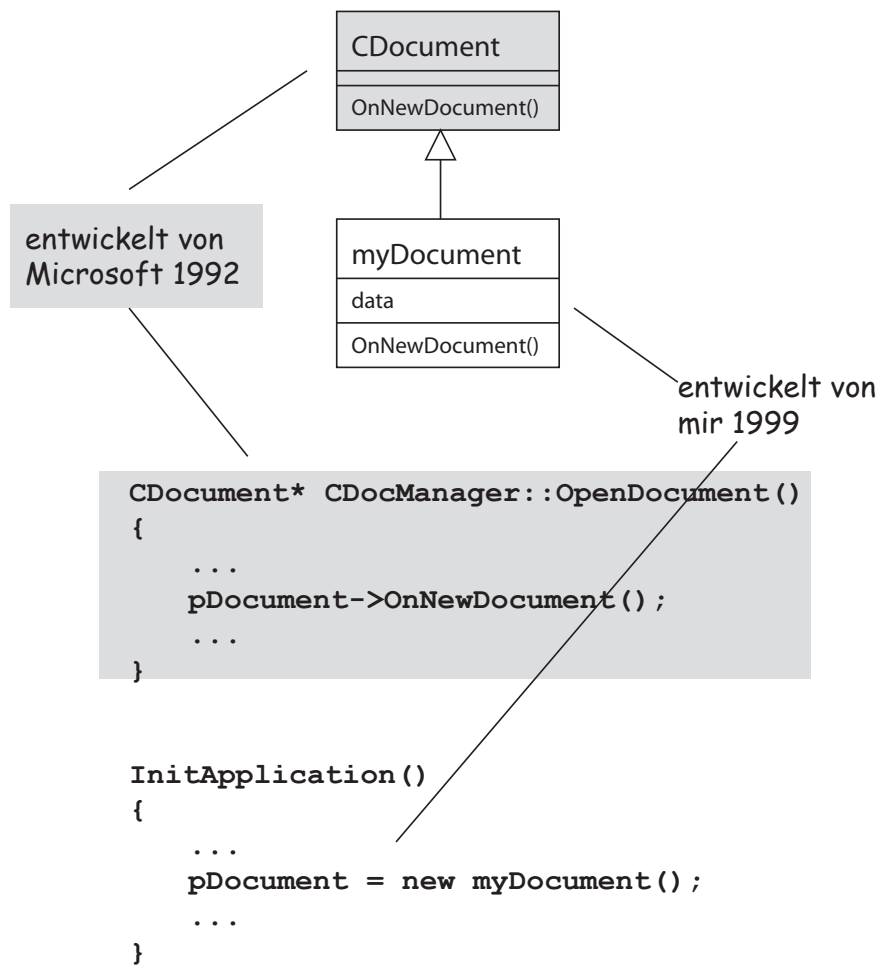 CDocument
OnNewDocument()
entwickelt von
Microsoft 1992
myDocument
data
OnNewDocument()
entwickelt von
mir 1999
CDocument* CDocManager::OpenDocument()
{
...
pDocument->OnNewDocument();
...
}
InitApplication()
{
...
pDocument = new myDocument();
...
}